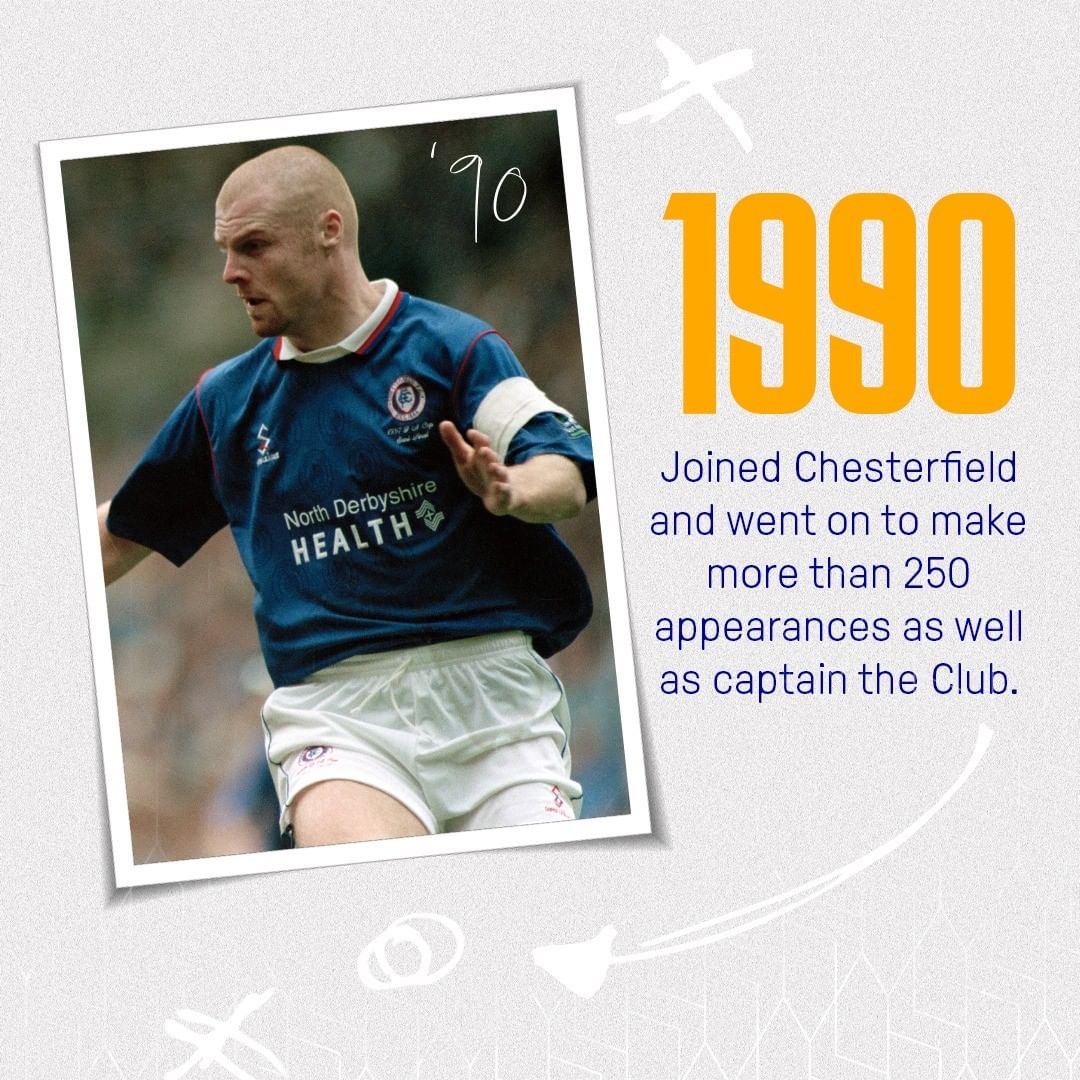 '90
1990
Joined Chesterfield
and went on to make
more than 250
appearances as well
as captain the Club.
North Derbyshire
HEALTH